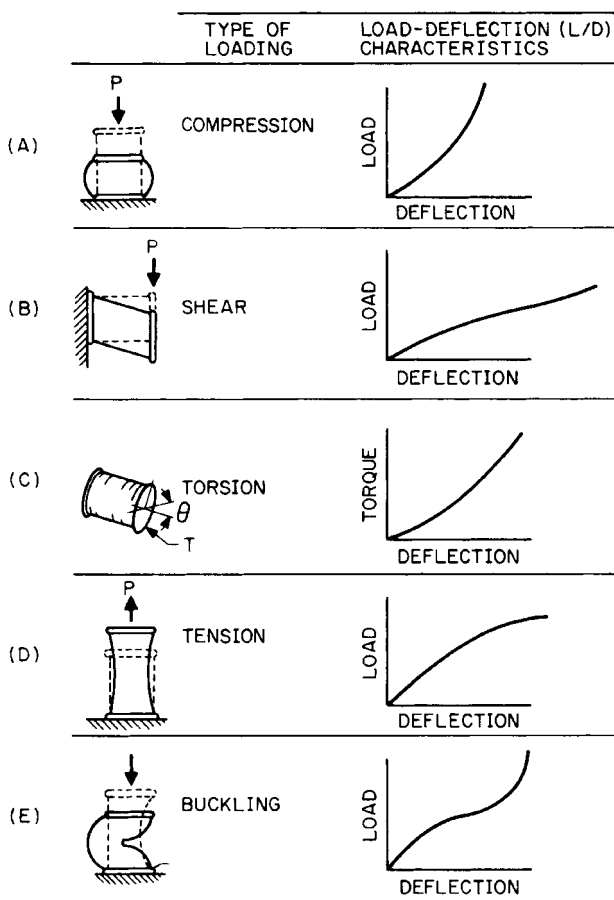 TYPE OF LOADING
LOAD-DEFLECTION (L/D) CHARACTERISTICS
(A)
P
COMPRESSION
LOAD
DEFLECTION
(B)
P
SHEAR
LOAD
DEFLECTION
(C)
TORSION
θ
T
TORQUE
DEFLECTION
(D)
P
TENSION
LOAD
DEFLECTION
(E)
BUCKLING
LOAD
DEFLECTION